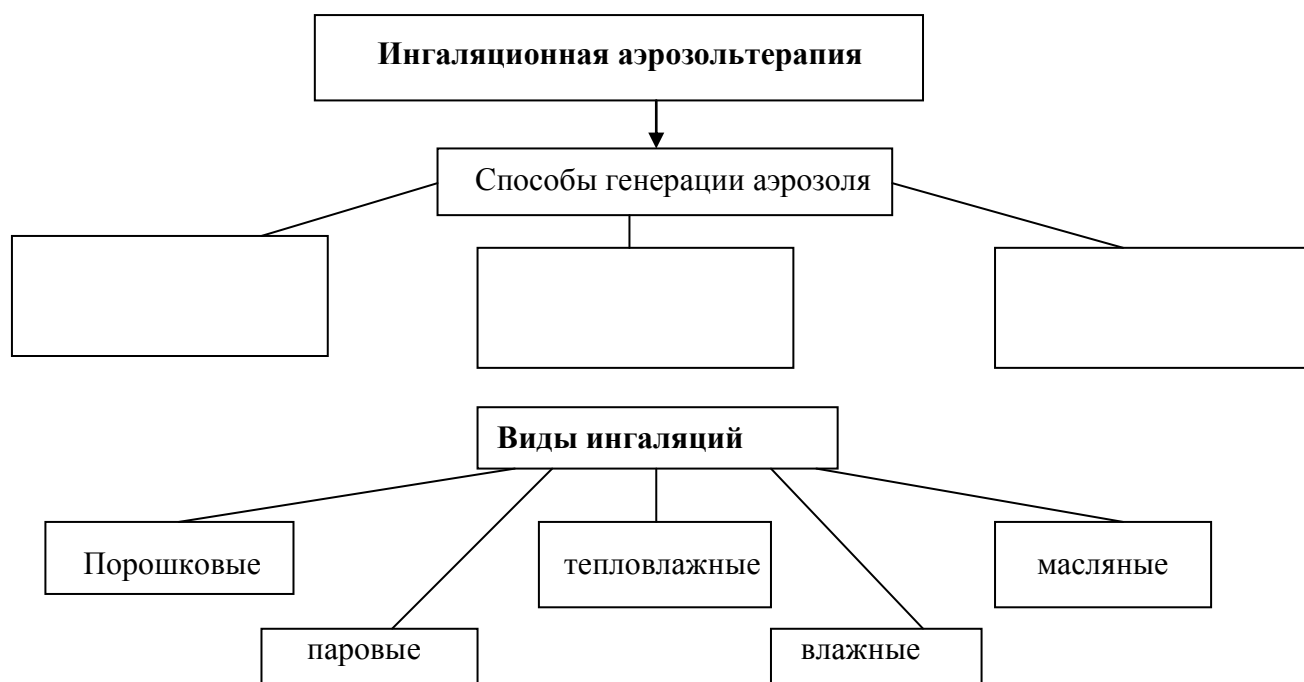 Ингаляционная аэрозольтерапия
Способы генерации аэрозоля
Виды ингаляций
Порошковые
тепловлажные
масляные
паровые
влажные